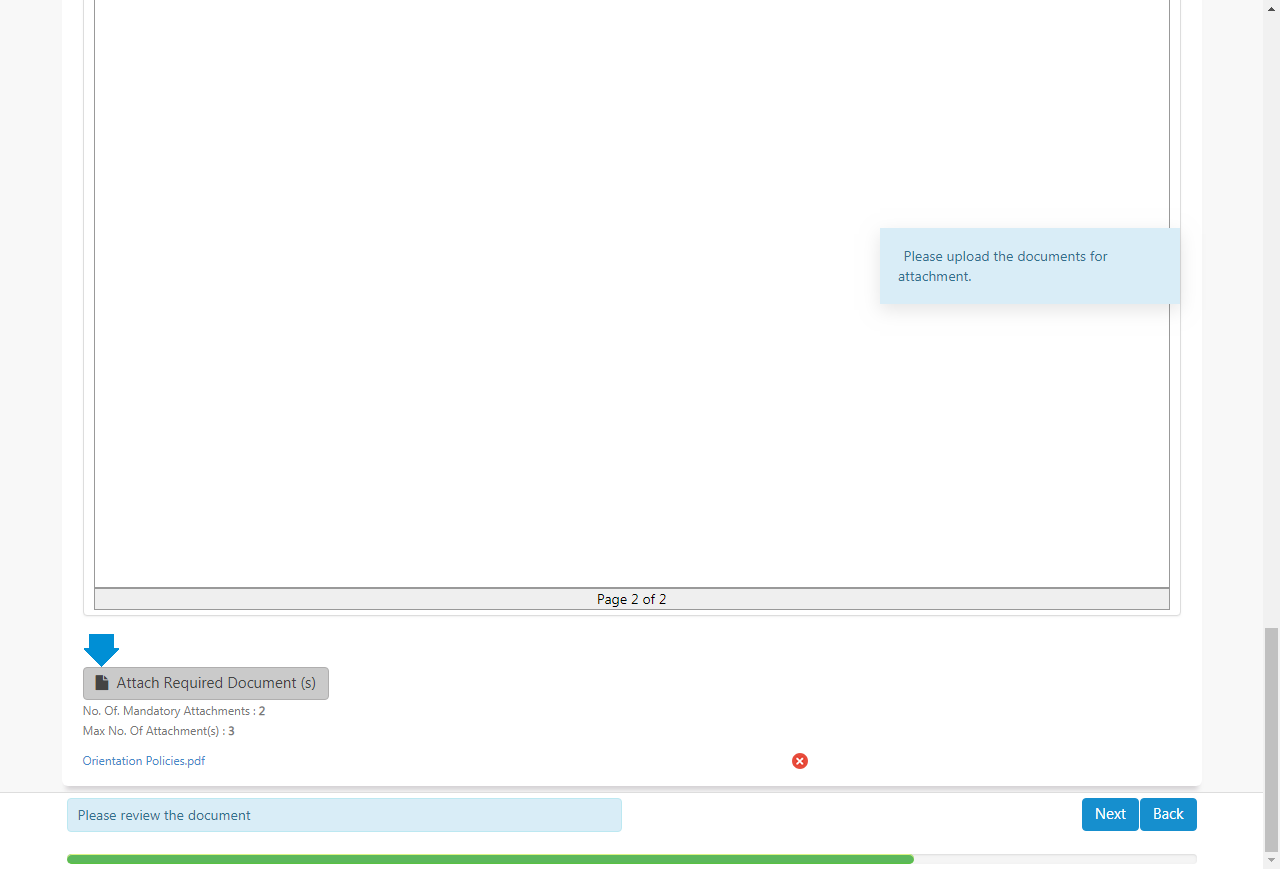 Please upload the documents for
attachment.
Page 2 of 2
Attach Required Document (s)
No. Of. Mandatory Attachments : 2
Max No. Of Attachment(s) : 3
Orientation Policies.pdf
Please review the document
Next
Back